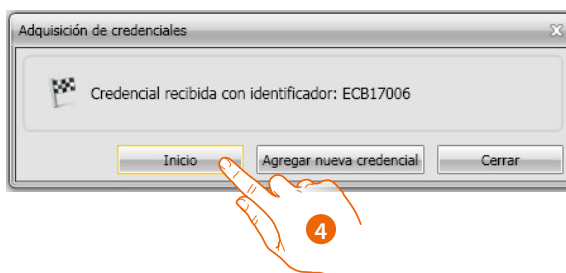 Adquisición de credenciales
Credencial recibida con identificador: ECB17006
Inicio Agregar nueva credencial Cerrar
4